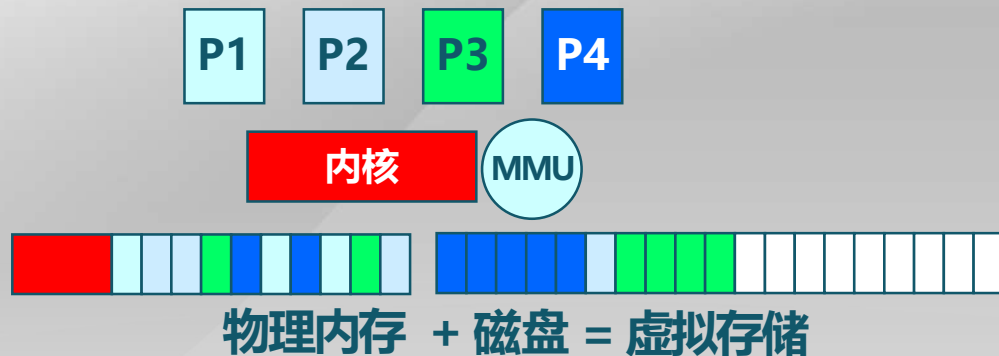 P1 P2 P3 P4
内核 MMU
物理内存 + 磁盘 = 虚拟存储